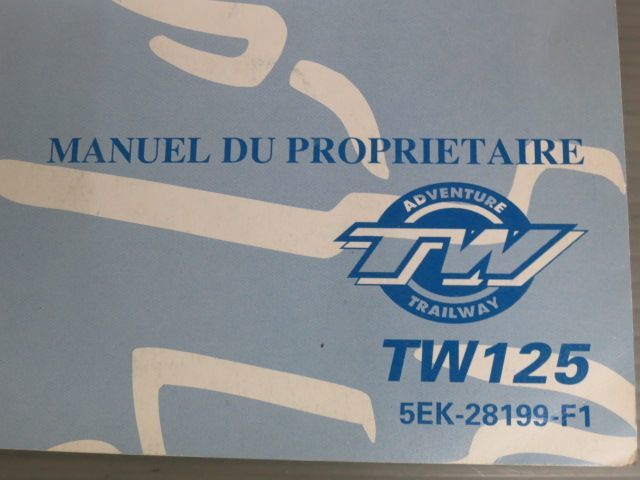 MANUEL DU PROPRIETAIRE
ADVENTURE
TW
TRAILWAY
TW125
5EK-28199-F1